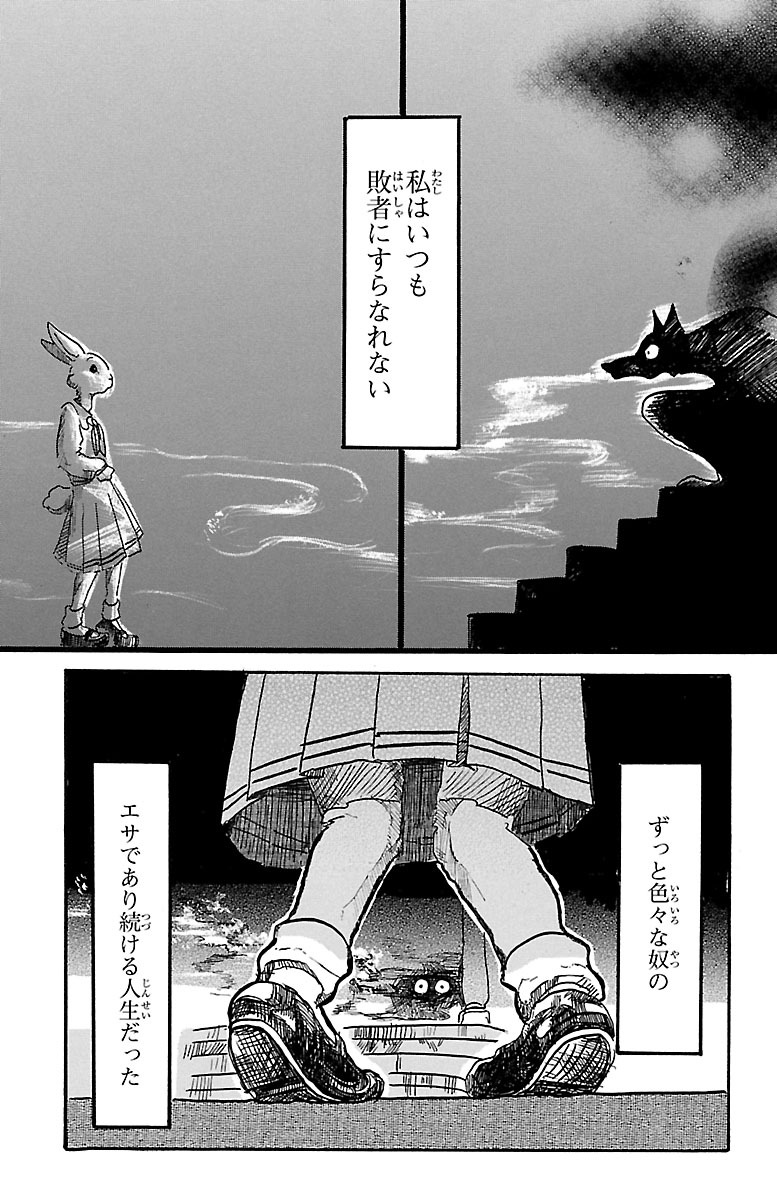 私はいつも
敗者にすらなれない
ずっと色々な奴の
エサであり続ける人生だった